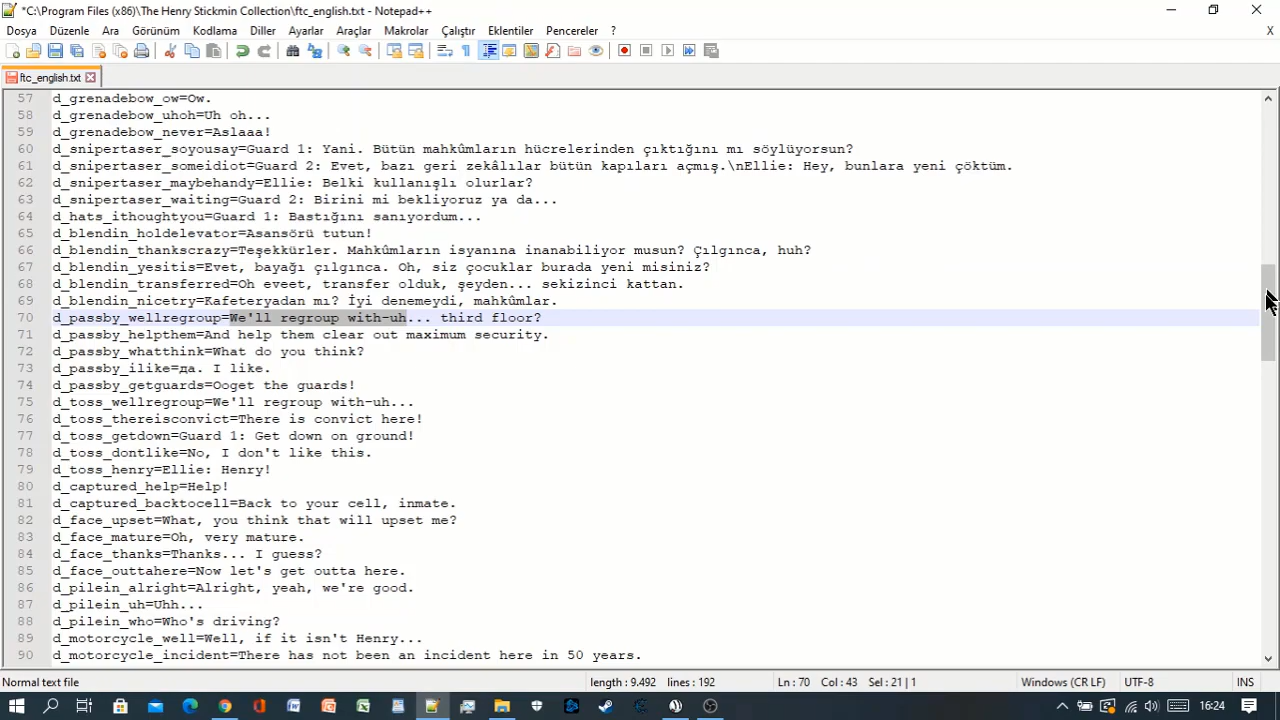 *C:\Program Files (x86)\The Henry Stickmin Collection\ftc_english.txt - Notepad++
Dosya Düzenle Ara Görünüm Kodlama Diller Ayarlar Araçlar Makrolar Çalıştır Eklentiler Pencereler ? X
ftc_english.txt
57 d_grenadebow_ow=Ow.
58 d_grenadebow_uhoh=Uh oh...
59 d_grenadebow_never=Aslaaa!
60 d_snipertaser_soyousay=Guard 1: Yani. Bütün mahkûmların hücrelerinden çıktığını mı söylüyorsun?
61 d_snipertaser_someidiot=Guard 2: Evet, bazı geri zekâlılar bütün kapıları açmış.\nEllie: Hey, bunlara yeni çöktüm.
62 d_snipertaser_maybehandy=Ellie: Belki kullanışlı olurlar?
63 d_snipertaser_waiting=Guard 2: Birini mi bekliyoruz ya da...
64 d_hats_ithoughtyou=Guard 1: Bastığını sanıyordum...
65 d_blendin_holdelevator=Asansörü tutun!
66 d_blendin_thankscrazy=Teşekkürler. Mahkûmların isyanına inanabiliyor musun? Çılgınca, huh?
67 d_blendin_yesitis=Evet, bayağı çılgınca. Oh, siz çocuklar burada yeni misiniz?
68 d_blendin_transferred=Oh eveet, transfer olduk, şeyden... sekizinci kattan.
69 d_blendin_nicetry=Kafeteryadan mı? İyi denemeydi, mahkûmlar.
70 d_passby_wellregroup=We'll regroup with-uh... third floor?
71 d_passby_helpthem=And help them clear out maximum security.
72 d_passby_whatthink=What do you think?
73 d_passby_ilike=да. I like.
74 d_passby_getguards=Ooget the guards!
75 d_toss_wellregroup=We'll regroup with-uh...
76 d_toss_thereisconvict=There is convict here!
77 d_toss_getdown=Guard 1: Get down on ground!
78 d_toss_dontlike=No, I don't like this.
79 d_toss_henry=Ellie: Henry!
80 d_captured_help=Help!
81 d_captured_backtocell=Back to your cell, inmate.
82 d_face_upset=What, you think that will upset me?
83 d_face_mature=Oh, very mature.
84 d_face_thanks=Thanks... I guess?
85 d_face_outtahere=Now let's get outta here.
86 d_pilein_alright=Alright, yeah, we're good.
87 d_pilein_uh=Uhh...
88 d_pilein_who=Who's driving?
89 d_motorcycle_well=Well, if it isn't Henry...
90 d_motorcycle_incident=There has not been an incident here in 50 years.
Normal text file length : 9.492 lines : 192 Ln : 70 Col : 43 Sel : 21 | 1 Windows (CR LF) UTF-8 INS
16:24